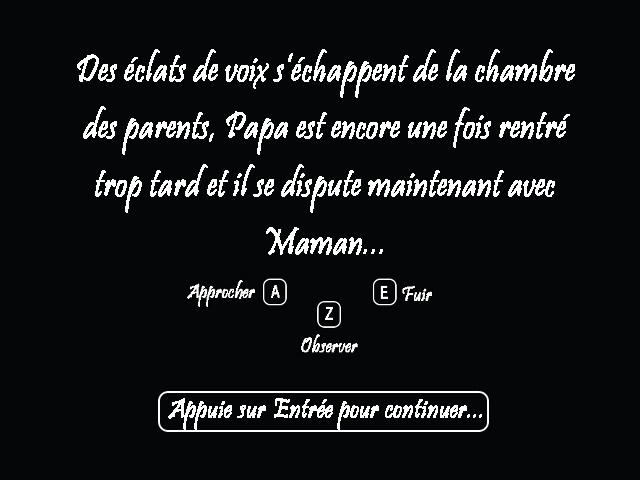 Des éclats de voix s'échappent de la chambre
des parents, Papa est encore une fois rentré
trop tard et il se dispute maintenant avec
Maman...
Approcher A
E Fuir
Z
Observer
Appuie sur Entrée pour continuer...